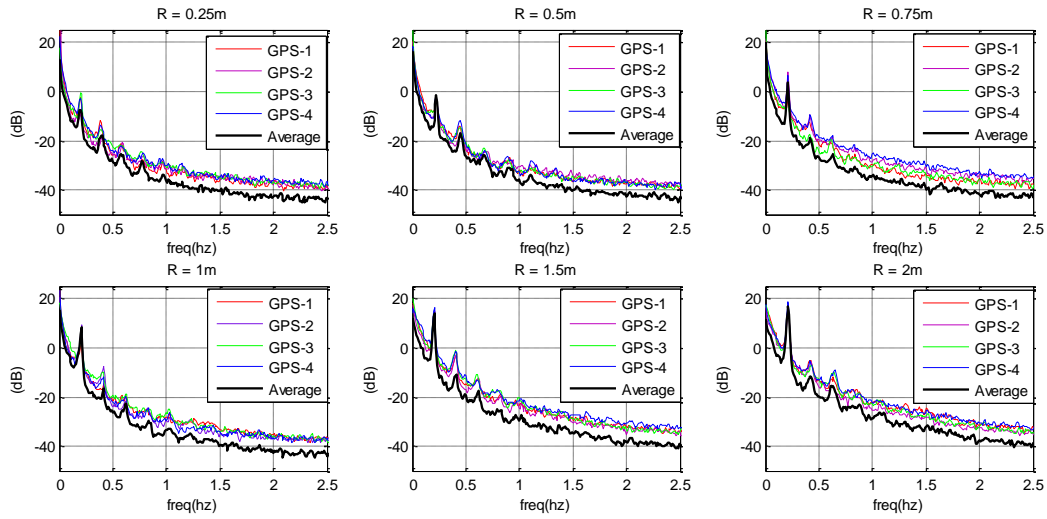 R = 0.25m
20
0
-20
-40
(dB)
0
0.5
1
1.5
2
2.5
freq(hz)
GPS-1
GPS-2
GPS-3
GPS-4
Average
R = 0.5m
20
0
-20
-40
(dB)
0
0.5
1
1.5
2
2.5
freq(hz)
GPS-1
GPS-2
GPS-3
GPS-4
Average
R = 0.75m
20
0
-20
-40
(dB)
0
0.5
1
1.5
2
2.5
freq(hz)
GPS-1
GPS-2
GPS-3
GPS-4
Average
R = 1m
20
0
-20
-40
(dB)
0
0.5
1
1.5
2
2.5
freq(hz)
GPS-1
GPS-2
GPS-3
GPS-4
Average
R = 1.5m
20
0
-20
-40
(dB)
0
0.5
1
1.5
2
2.5
freq(hz)
GPS-1
GPS-2
GPS-3
GPS-4
Average
R = 2m
20
0
-20
-40
(dB)
0
0.5
1
1.5
2
2.5
freq(hz)
GPS-1
GPS-2
GPS-3
GPS-4
Average